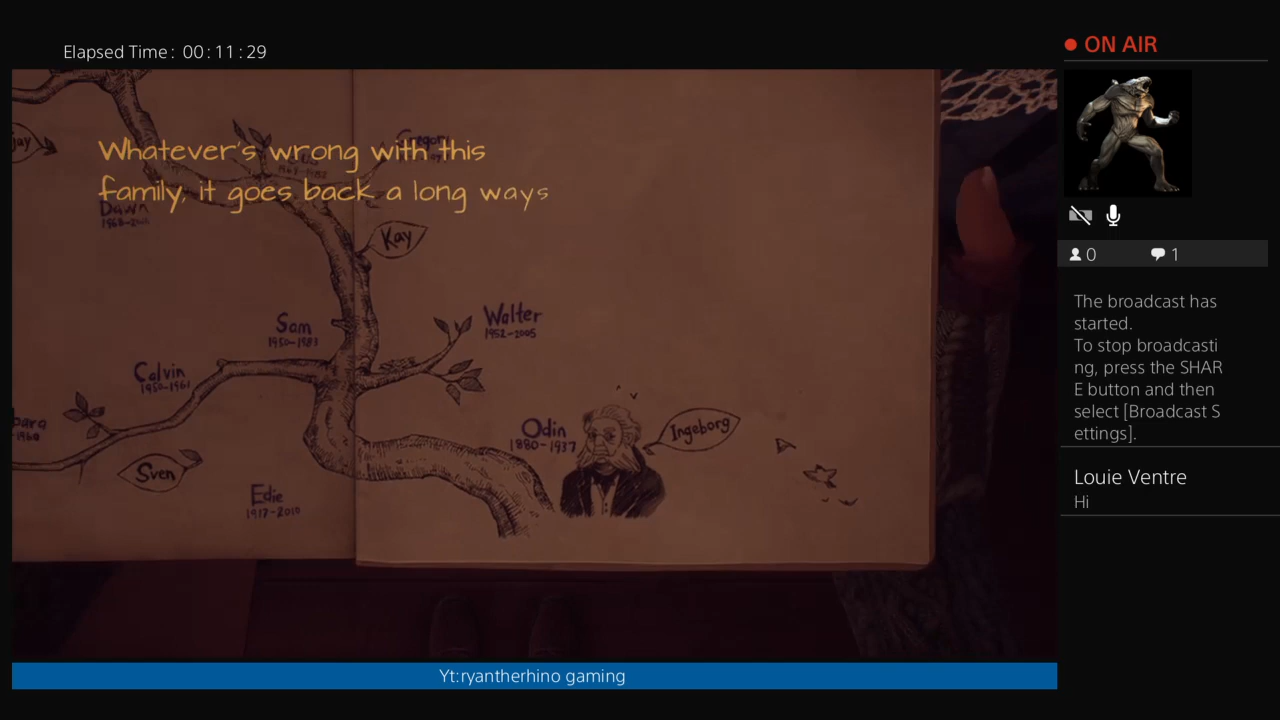 Elapsed Time: 00:11:29
ON AIR
Whatever's wrong with this
family, it goes back a long ways
Gregory
Dawn
Kay
Sam
Walter
1952-2005
Calvin
1950-1961
Odin
1880-1937
Ingeborg
Sven
Edie
1917-2010
0
1
The broadcast has
started.
To stop broadcasti
ng, press the SHAR
E button and then
select [Broadcast S
ettings].
Louie Ventre
Hi
Yt:ryantherhino gaming